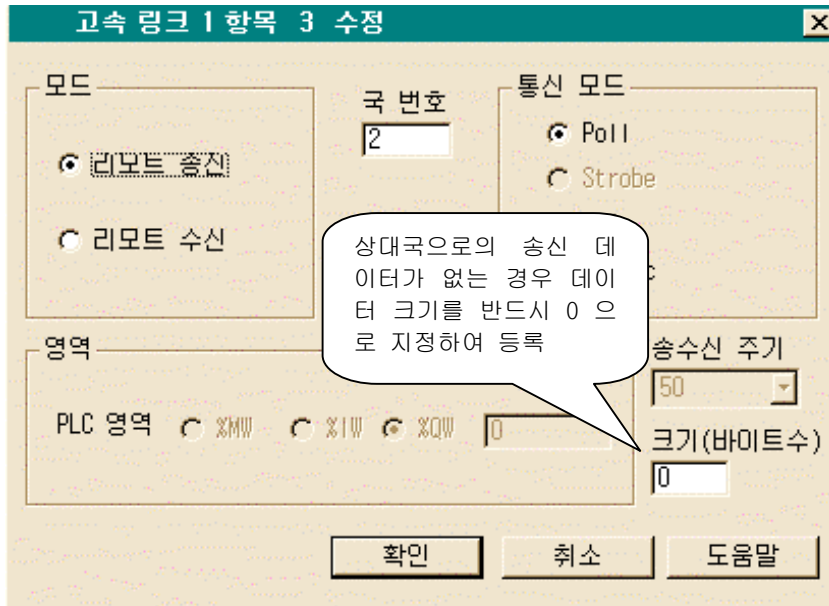 고속 링크 1 항목 3 수정
모드
국 번호
통신 모드
2
Poll
리모트 송신
Strobe
리모트 수신
상대국으로의 송신 데
이터가 없는 경우 데이
터 크기를 반드시 0 으
로 지정하여 등록
c
영역
송수신 주기
50
PLC 영역 %MW %IW %QW 0
크기(바이트수)
0
확인 취소 도움말